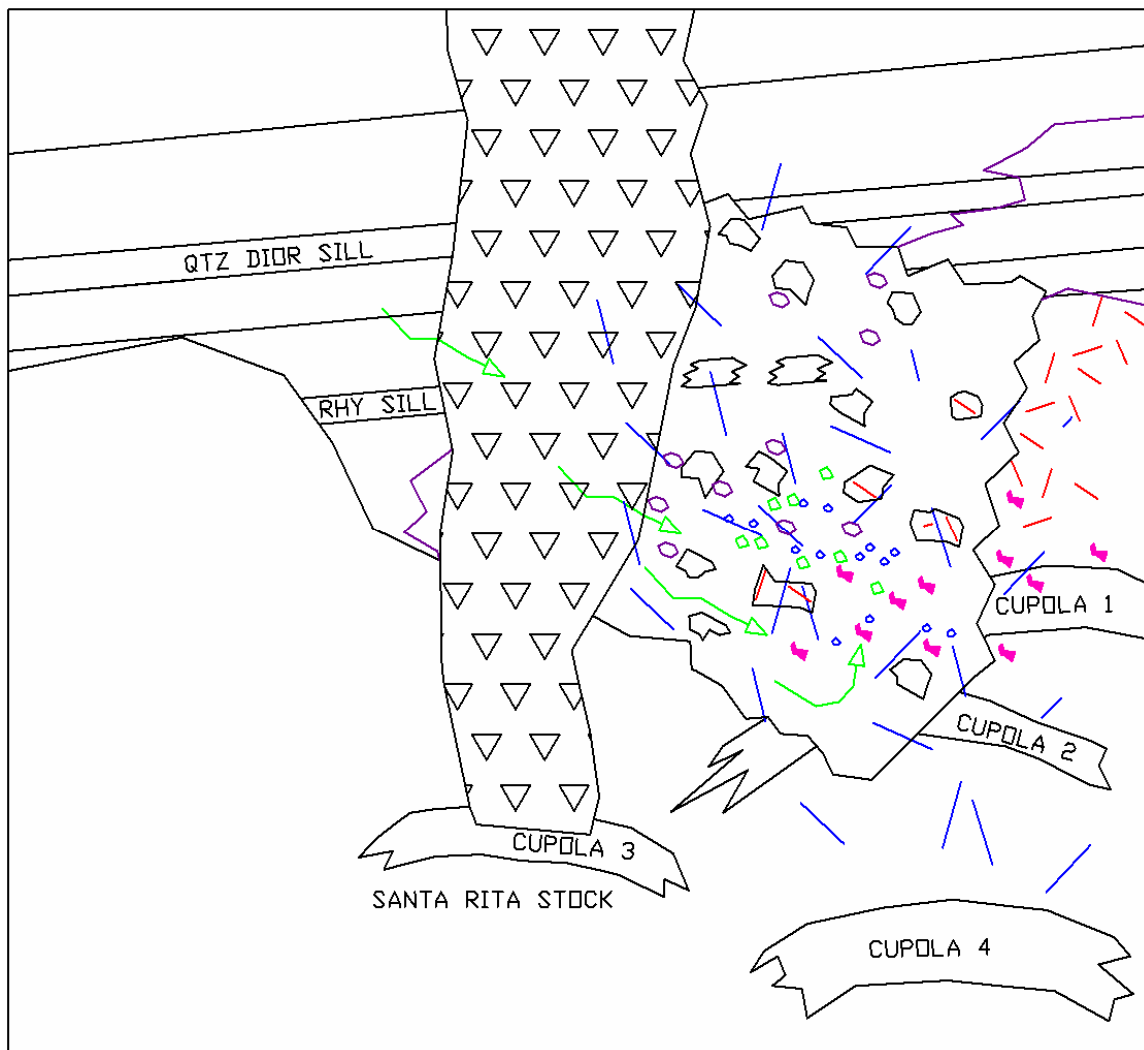 QTZ DIOR SILL
RHY SILL
CUPOLA 1
CUPOLA 2
CUPOLA 3
SANTA RITA STOCK
CUPOLA 4